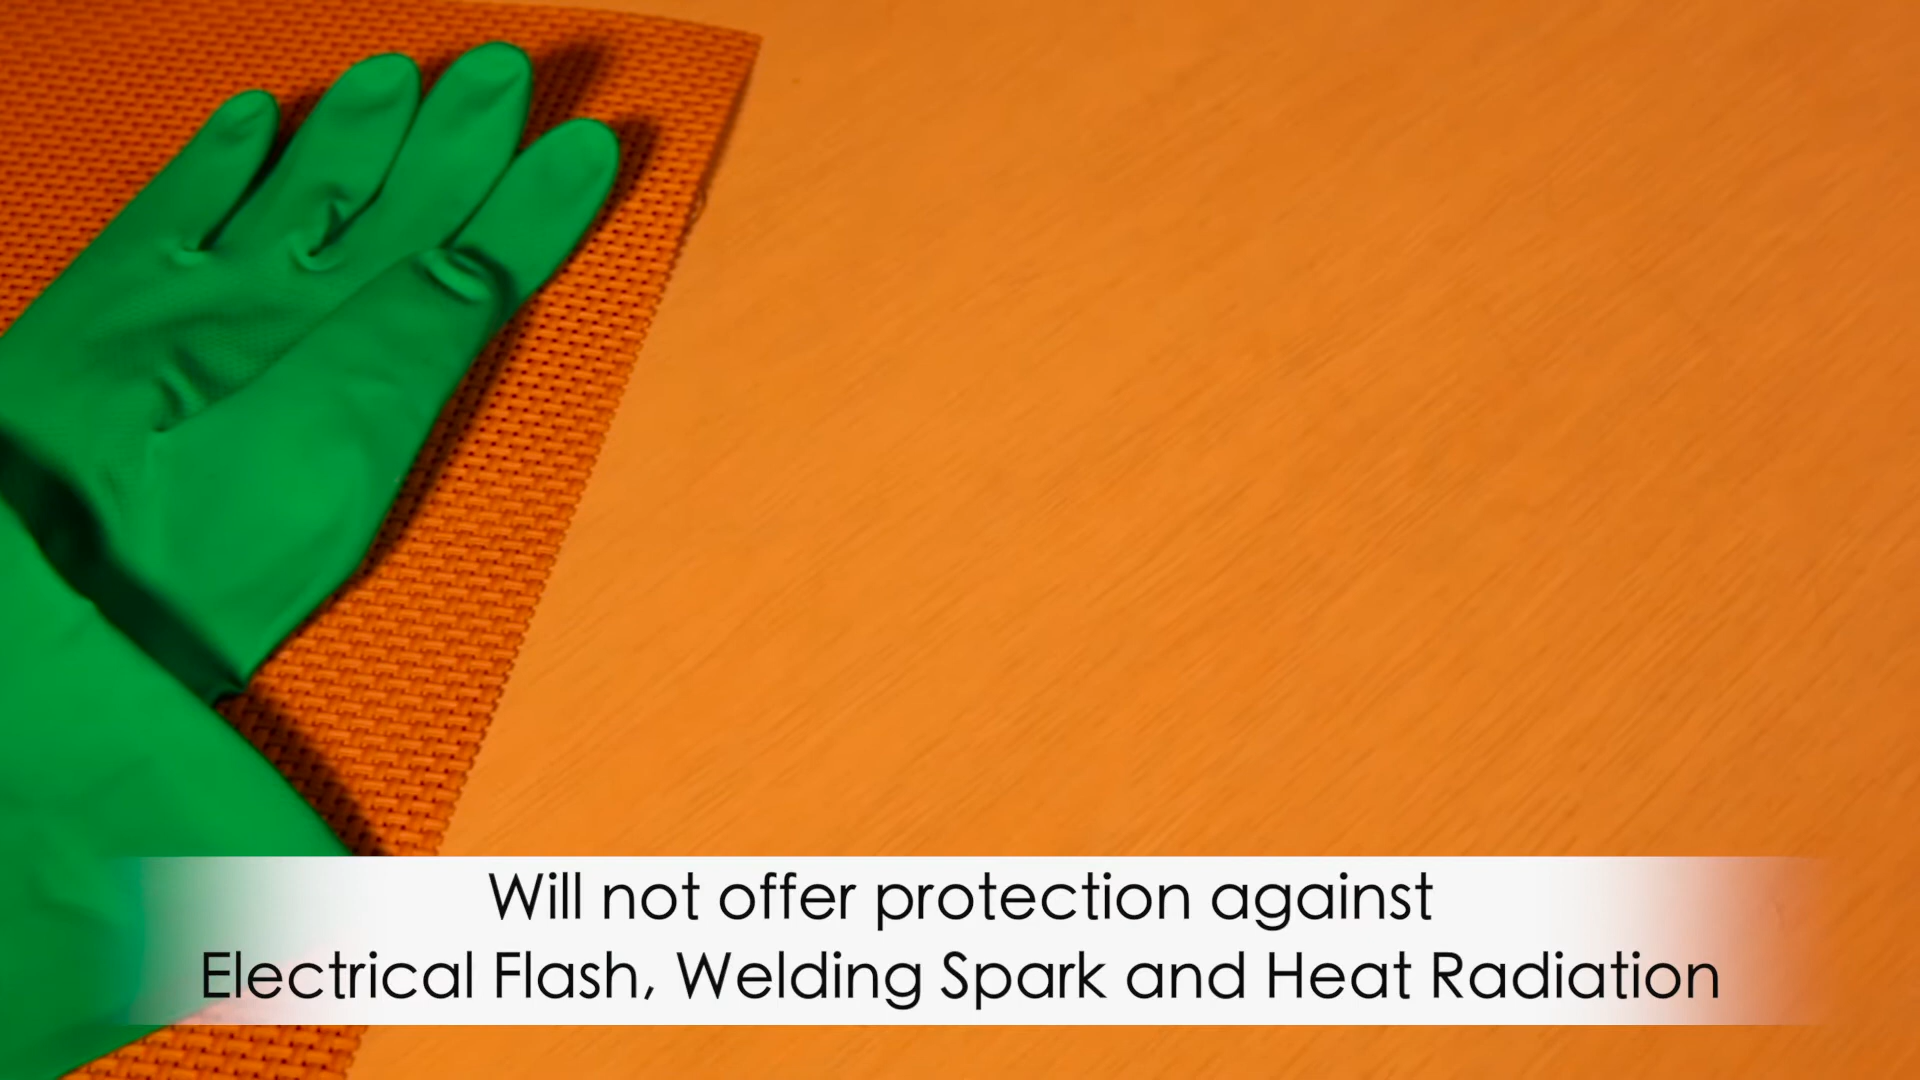 Will not offer protection against
Electrical Flash, Welding Spark and Heat Radiation